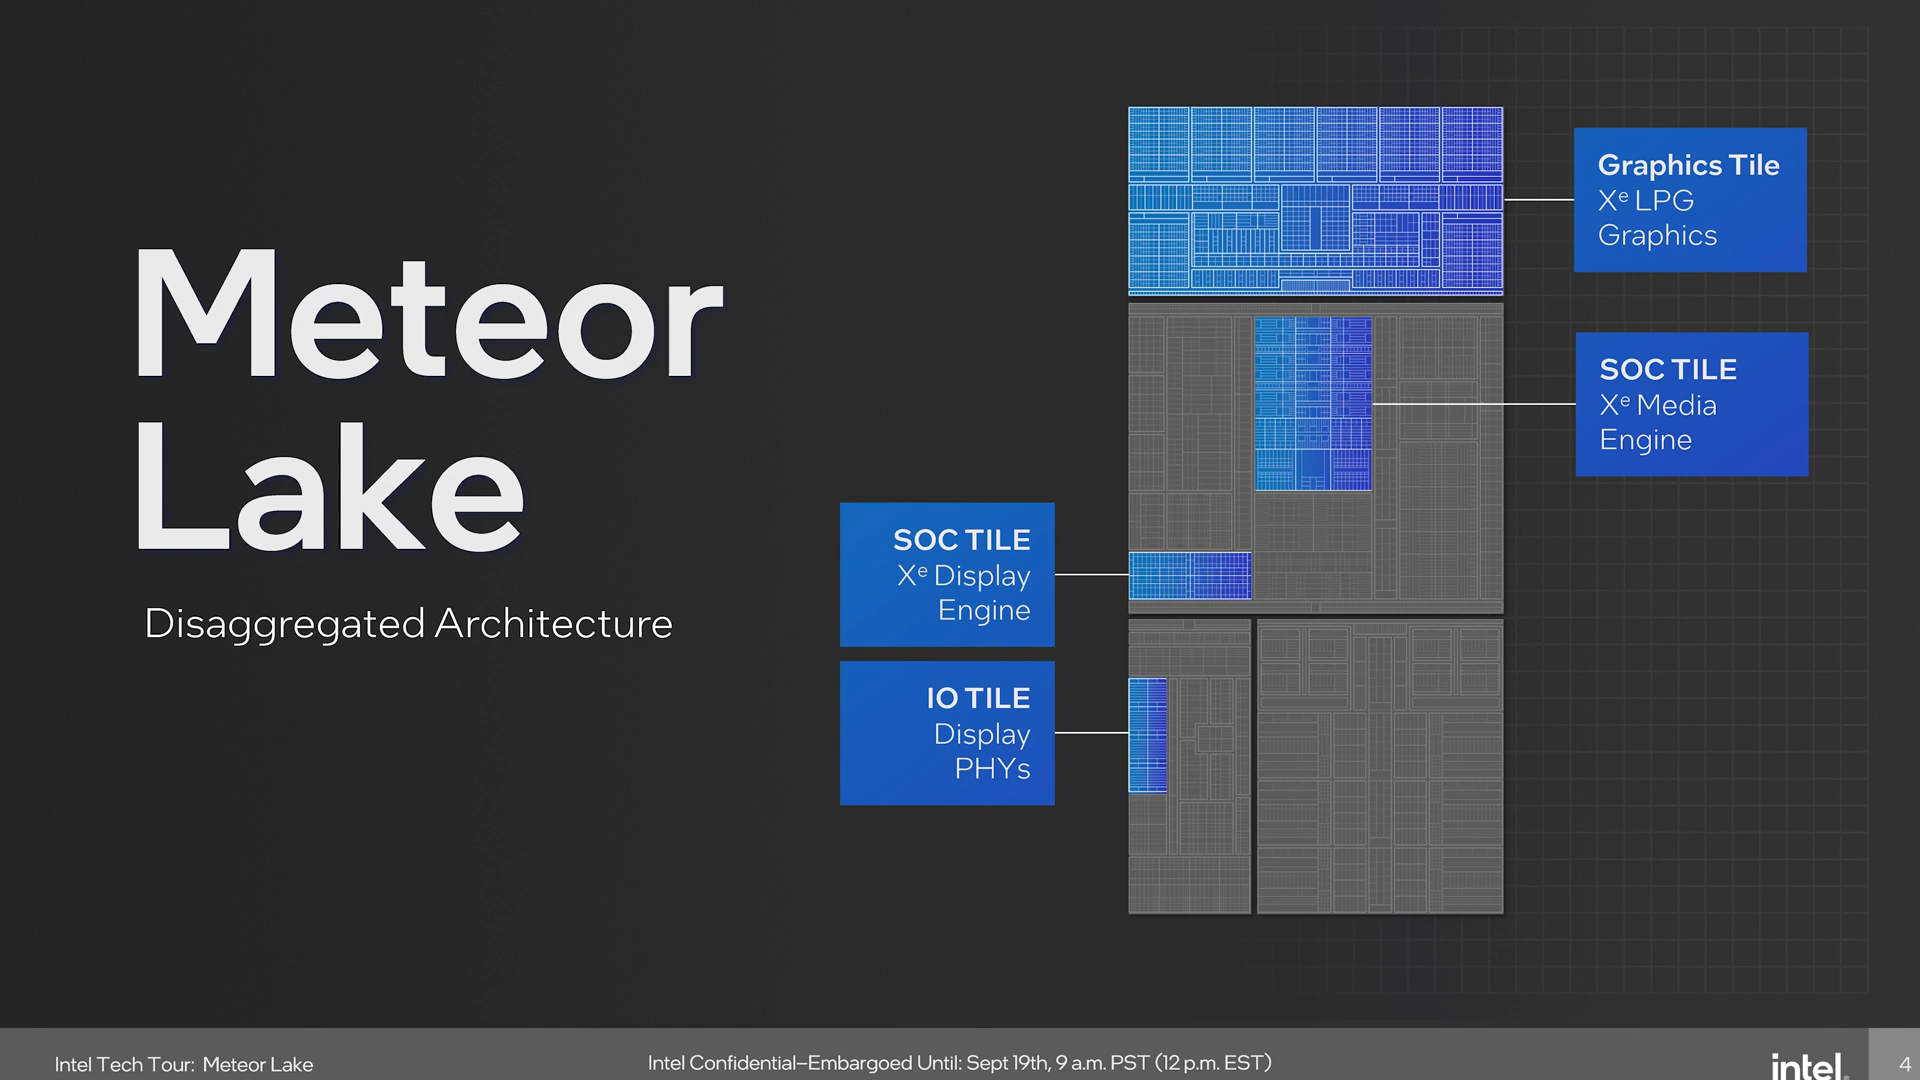 Meteor
Lake
Disaggregated Architecture
Graphics Tile
Xᵉ LPG
Graphics
SOC TILE
Xᵉ Media
Engine
SOC TILE
Xᵉ Display
Engine
IO TILE
Display
PHYs
Intel Tech Tour: Meteor Lake
Intel Confidential–Embargoed Until: Sept 19th, 9 a.m. PST (12 p.m. EST)
intel.
4